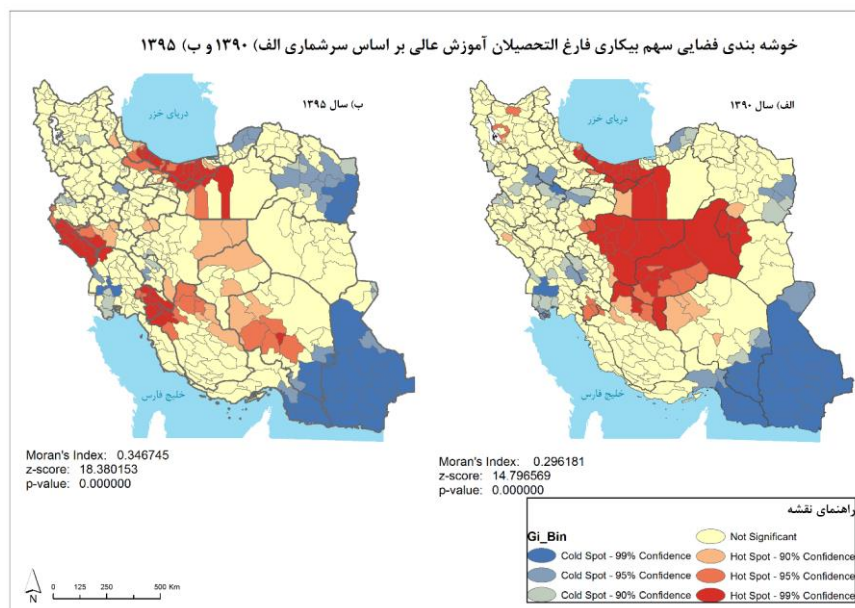 خوشه بندی فضایی سهم بیکاری فارغ التحصیلان آموزش عالی بر اساس سرشماری الف) ۱۳۹۰ و ب) ۱۳۹۵
الف) سال ۱۳۹۰
دریای خزر
خلیج فارس
Moran's Index: 0.296181
z-score: 14.796569
p-value: 0.000000
ب) سال ۱۳۹۵
دریای خزر
خلیج فارس
Moran's Index: 0.346745
z-score: 18.380153
p-value: 0.000000
راهنمای نقشه
Gi_Bin
Cold Spot - 99% Confidence
Cold Spot - 95% Confidence
Cold Spot - 90% Confidence
Not Significant
Hot Spot - 90% Confidence
Hot Spot - 95% Confidence
Hot Spot - 99% Confidence
N
0 125 250 500 Km